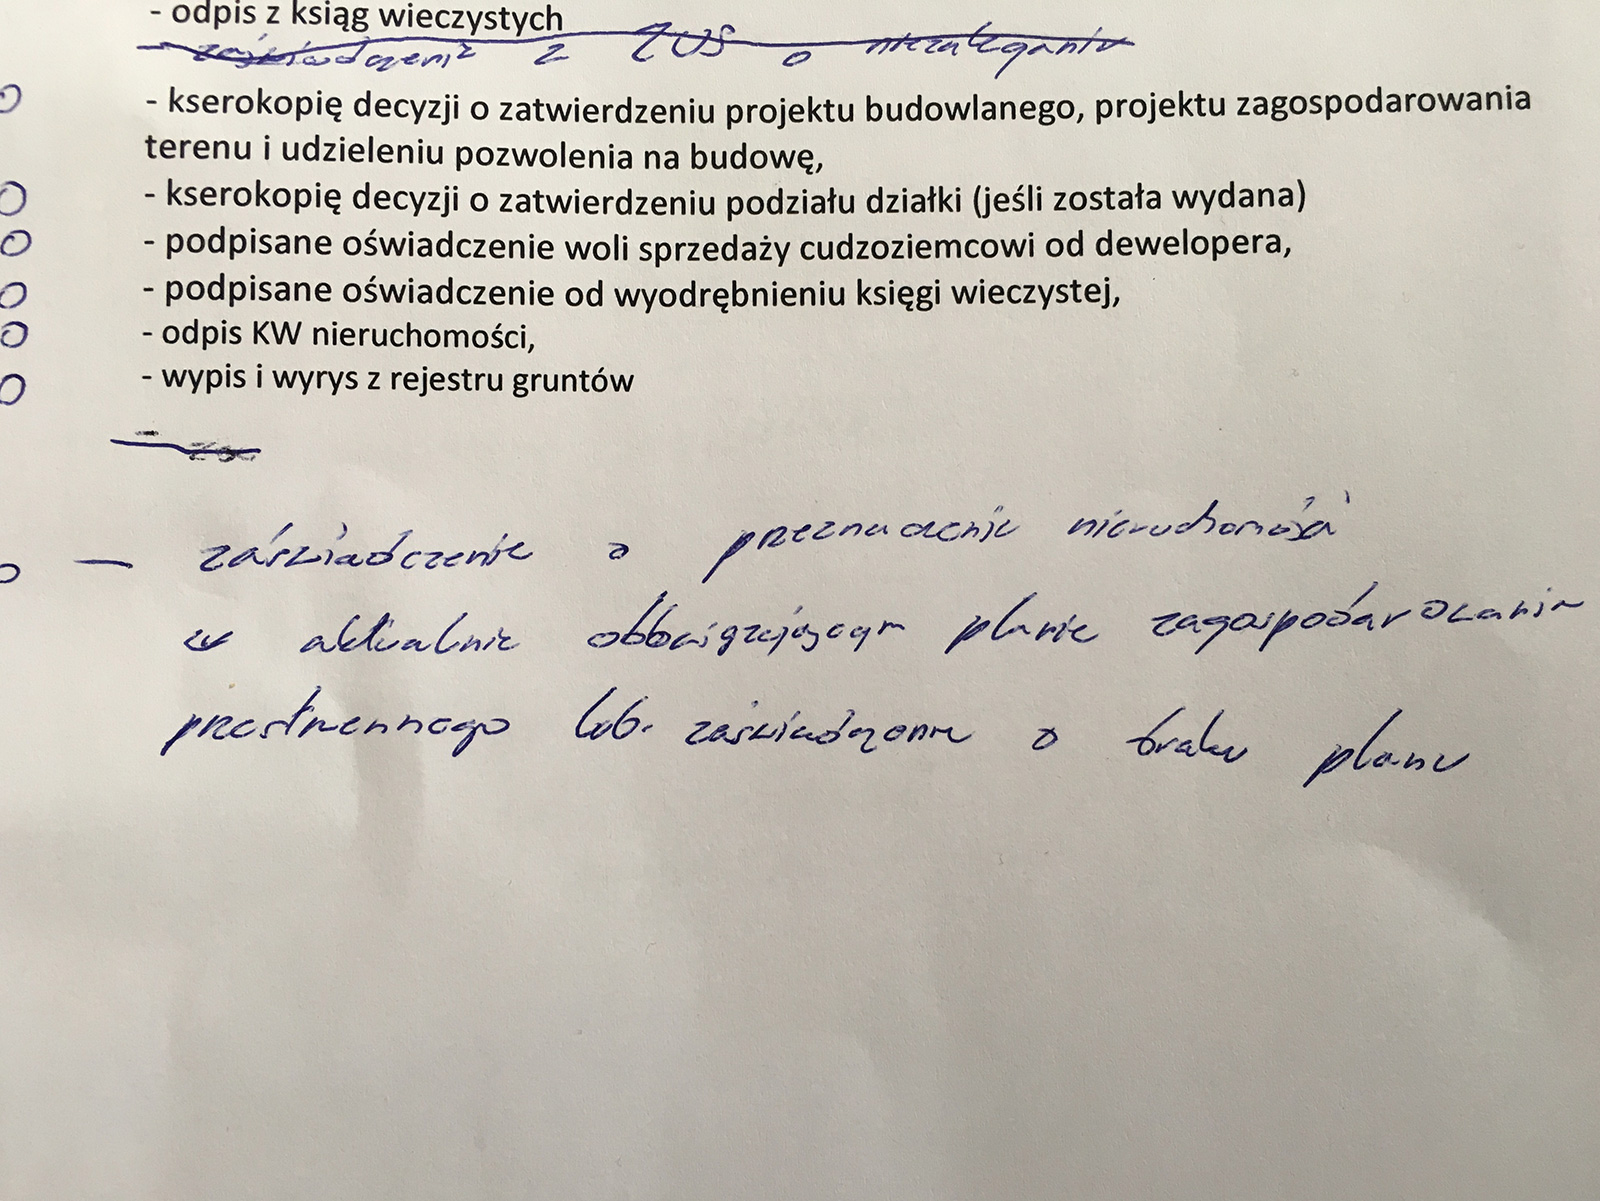 - odpis z ksiąg wieczystych
- zaświadczenie z ZUS o niezaleganiu
- kserokopię decyzji o zatwierdzeniu projektu budowlanego, projektu zagospodarowania
terenu i udzieleniu pozwolenia na budowę,
- kserokopię decyzji o zatwierdzeniu podziału działki (jeśli została wydana)
- podpisane oświadczenie woli sprzedaży cudzoziemcowi od dewelopera,
- podpisane oświadczenie od wyodrębnieniu księgi wieczystej,
- odpis KW nieruchomości,
- wypis i wyrys z rejestru gruntów
— zaświadczenie o przeznaczenie nieruchomości
w aktualnie obowiązującym planie zagospodarowania
przestrzennego lub. zaświadczenie o braku planu